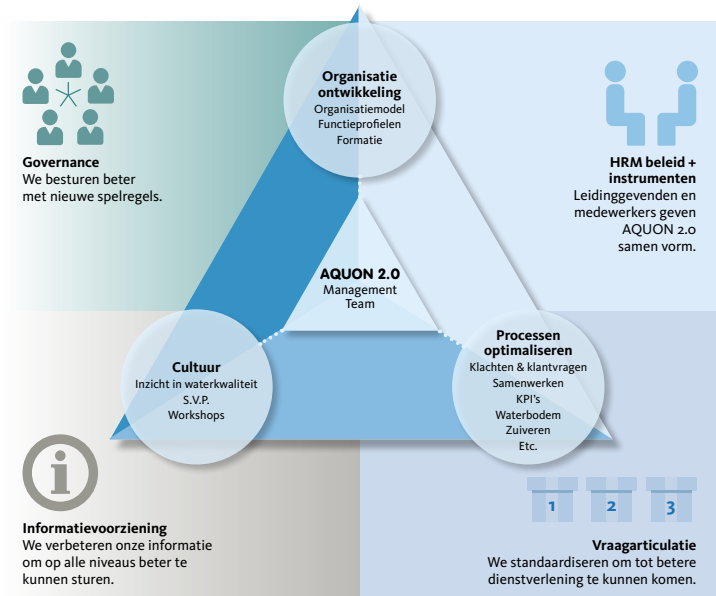 Organisatie
ontwikkeling
Organisatiemodel
Functieprofielen
Formatie
Governance
We besturen beter
met nieuwe spelregels.
HRM beleid +
instrumenten
Leidinggevenden en
medewerkers geven
AQUON 2.0
samen vorm.
AQUON 2.0
Management
Team
Cultuur
Inzicht in waterkwaliteit
S.V.P.
Workshops
Processen
optimaliseren
Klachten & klantvragen
Samenwerken
KPI's
Waterbodem
Zuiveren
Etc.
i
Informatievoorziening
We verbeteren onze informatie
om op alle niveaus beter te
kunnen sturen.
1 2 3
Vraagarticulatie
We standaardiseren om tot betere
dienstverlening te kunnen komen.